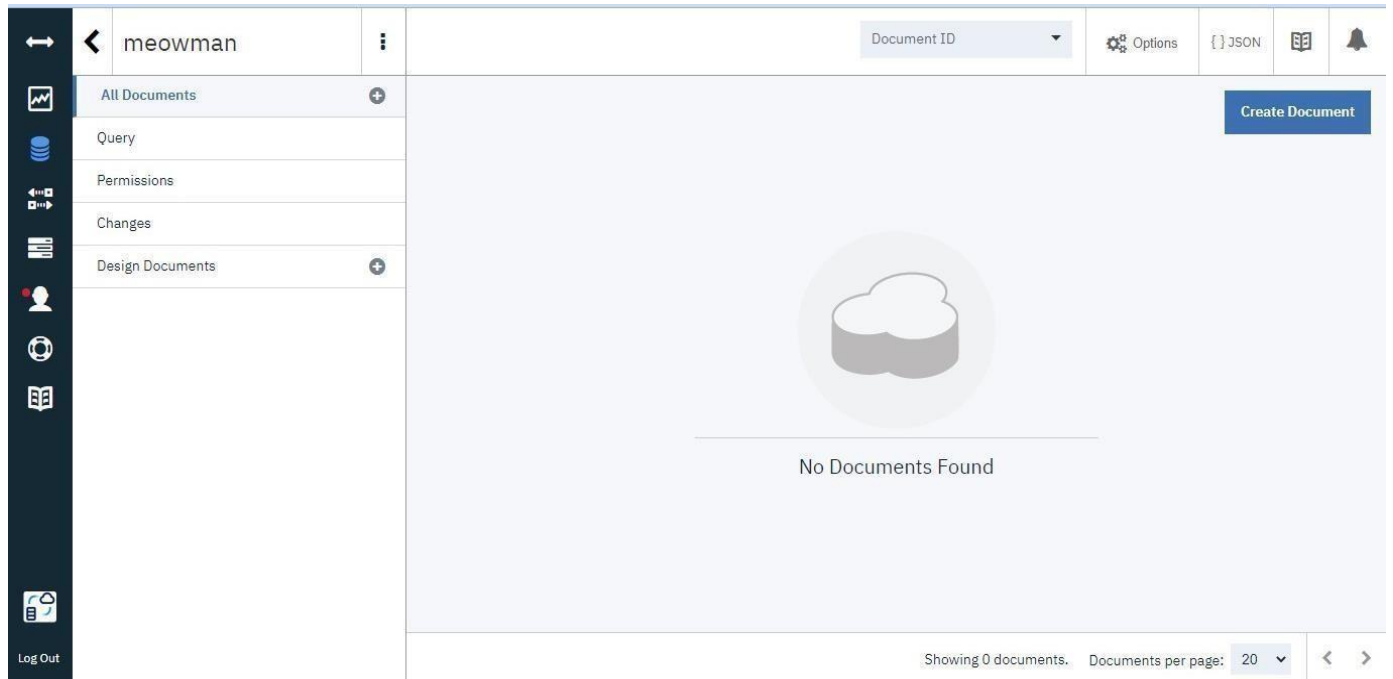 meowman
Document ID
Options
{ } JSON
All Documents
Query
Permissions
Changes
Design Documents
Create Document
No Documents Found
Log Out
Showing 0 documents. Documents per page: 20